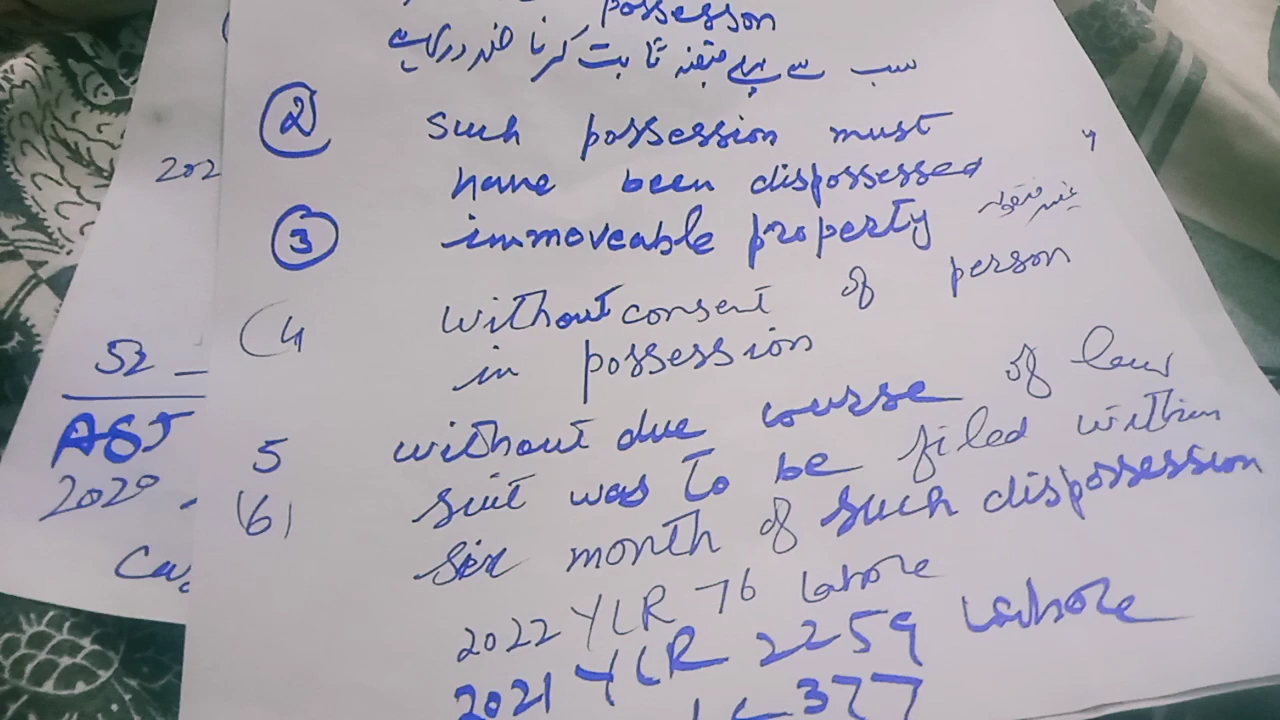 possesson
سب سے پہلے قبضہ ثابت کرنا ضروری ہے
(2) Such possession must
have been dispossessed
(3) immoveable property غیر منقولہ
(4 without consent of person
in possession
5 without due course of law
(6) suit was to be filed within
six month of such dispossession
2022 YLR 76 Lahore
2021 YLR 2259 Lahore
377
202
52 –
2020 .